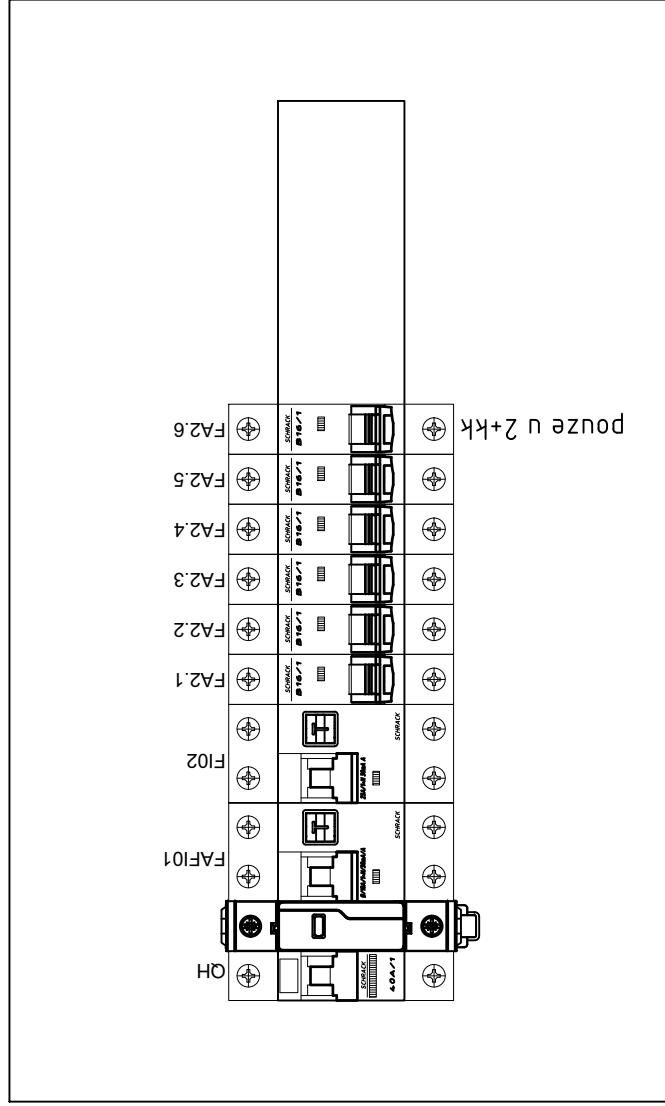 FA2.6
SCHRACK
B16/1
pouze u 2+kk
FA2.5
SCHRACK
B16/1
FA2.4
SCHRACK
B16/1
FA2.3
SCHRACK
B16/1
FA2.2
SCHRACK
B16/1
FA2.1
SCHRACK
B16/1
FI02
T
SCHRACK
FAFI01
T
SCHRACK
QH
SCHRACK
40A/1